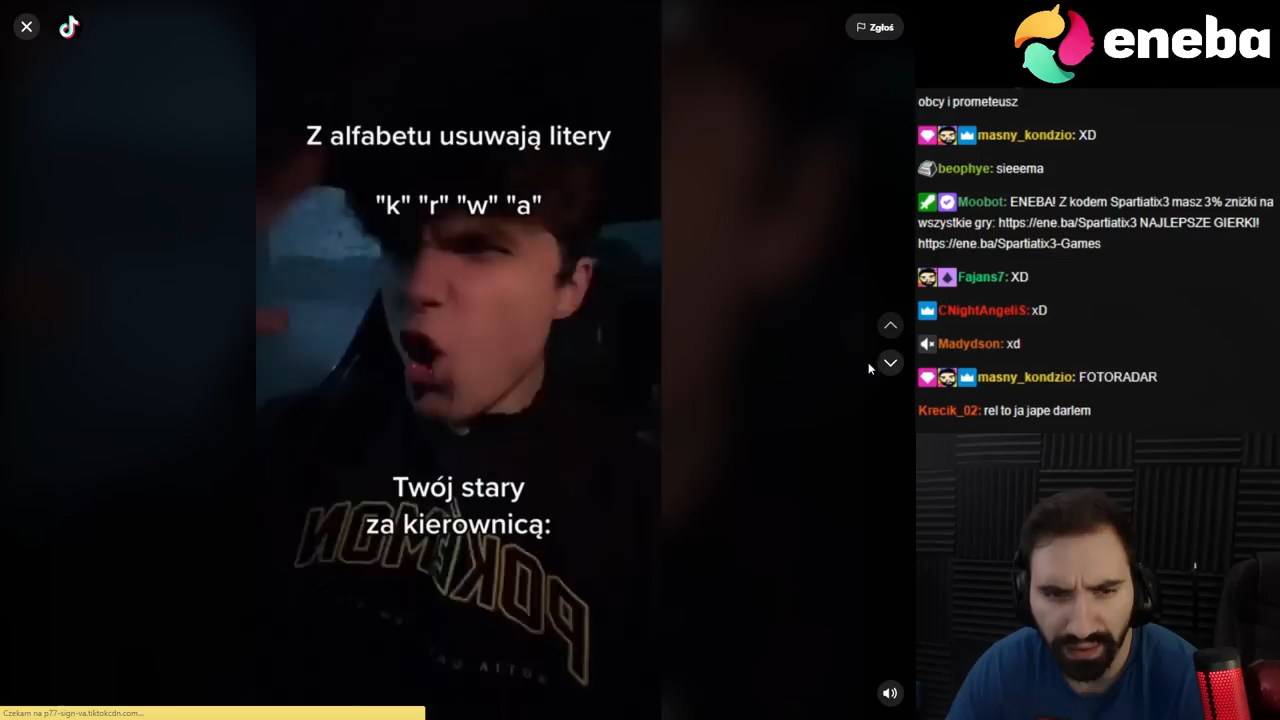 Zgłoś
eneba
Z alfabetu usuwają litery
"k" "r" "w" "a"
Twój stary
za kierownicą:
POKÉMON
obcy i prometeusz
masny_kondzio: XD
beophye: sieeema
Moobot: ENEBA! Z kodem Spartiatix3 masz 3% zniżki na
wszystkie gry: https://ene.ba/Spartiatix3 NAJLEPSZE GIERKI!
https://ene.ba/Spartiatix3-Games
Fajans7: XD
CNightAngeliS: xD
Madydson: xd
masny_kondzio: FOTORADAR
Krecik_02: rel to ja jape darlem
Czekam na p77-sign-va.tiktokcdn.com...